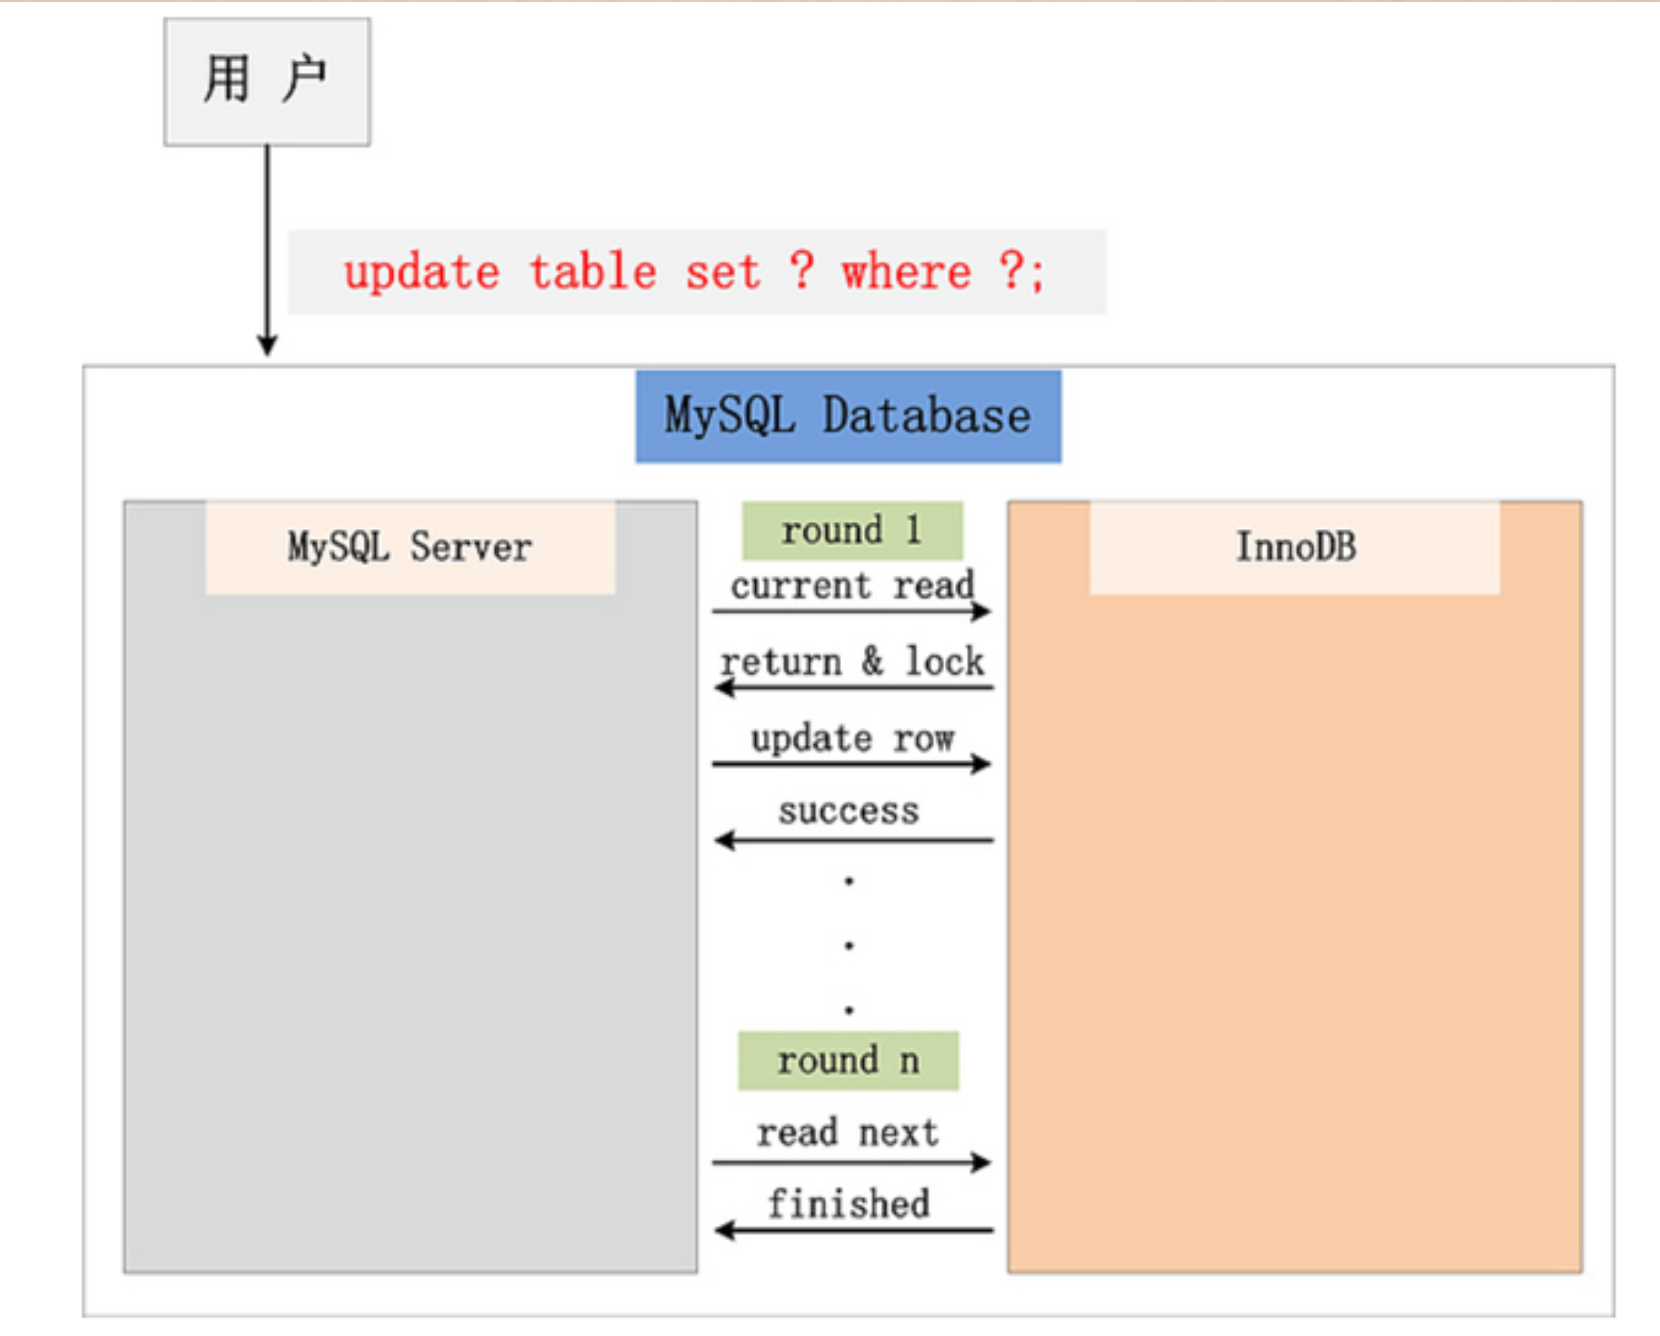 用 户
update table set ? where ?;
MySQL Database
MySQL Server
round 1
InnoDB
current read
return & lock
update row
success
.
.
.
round n
read next
finished